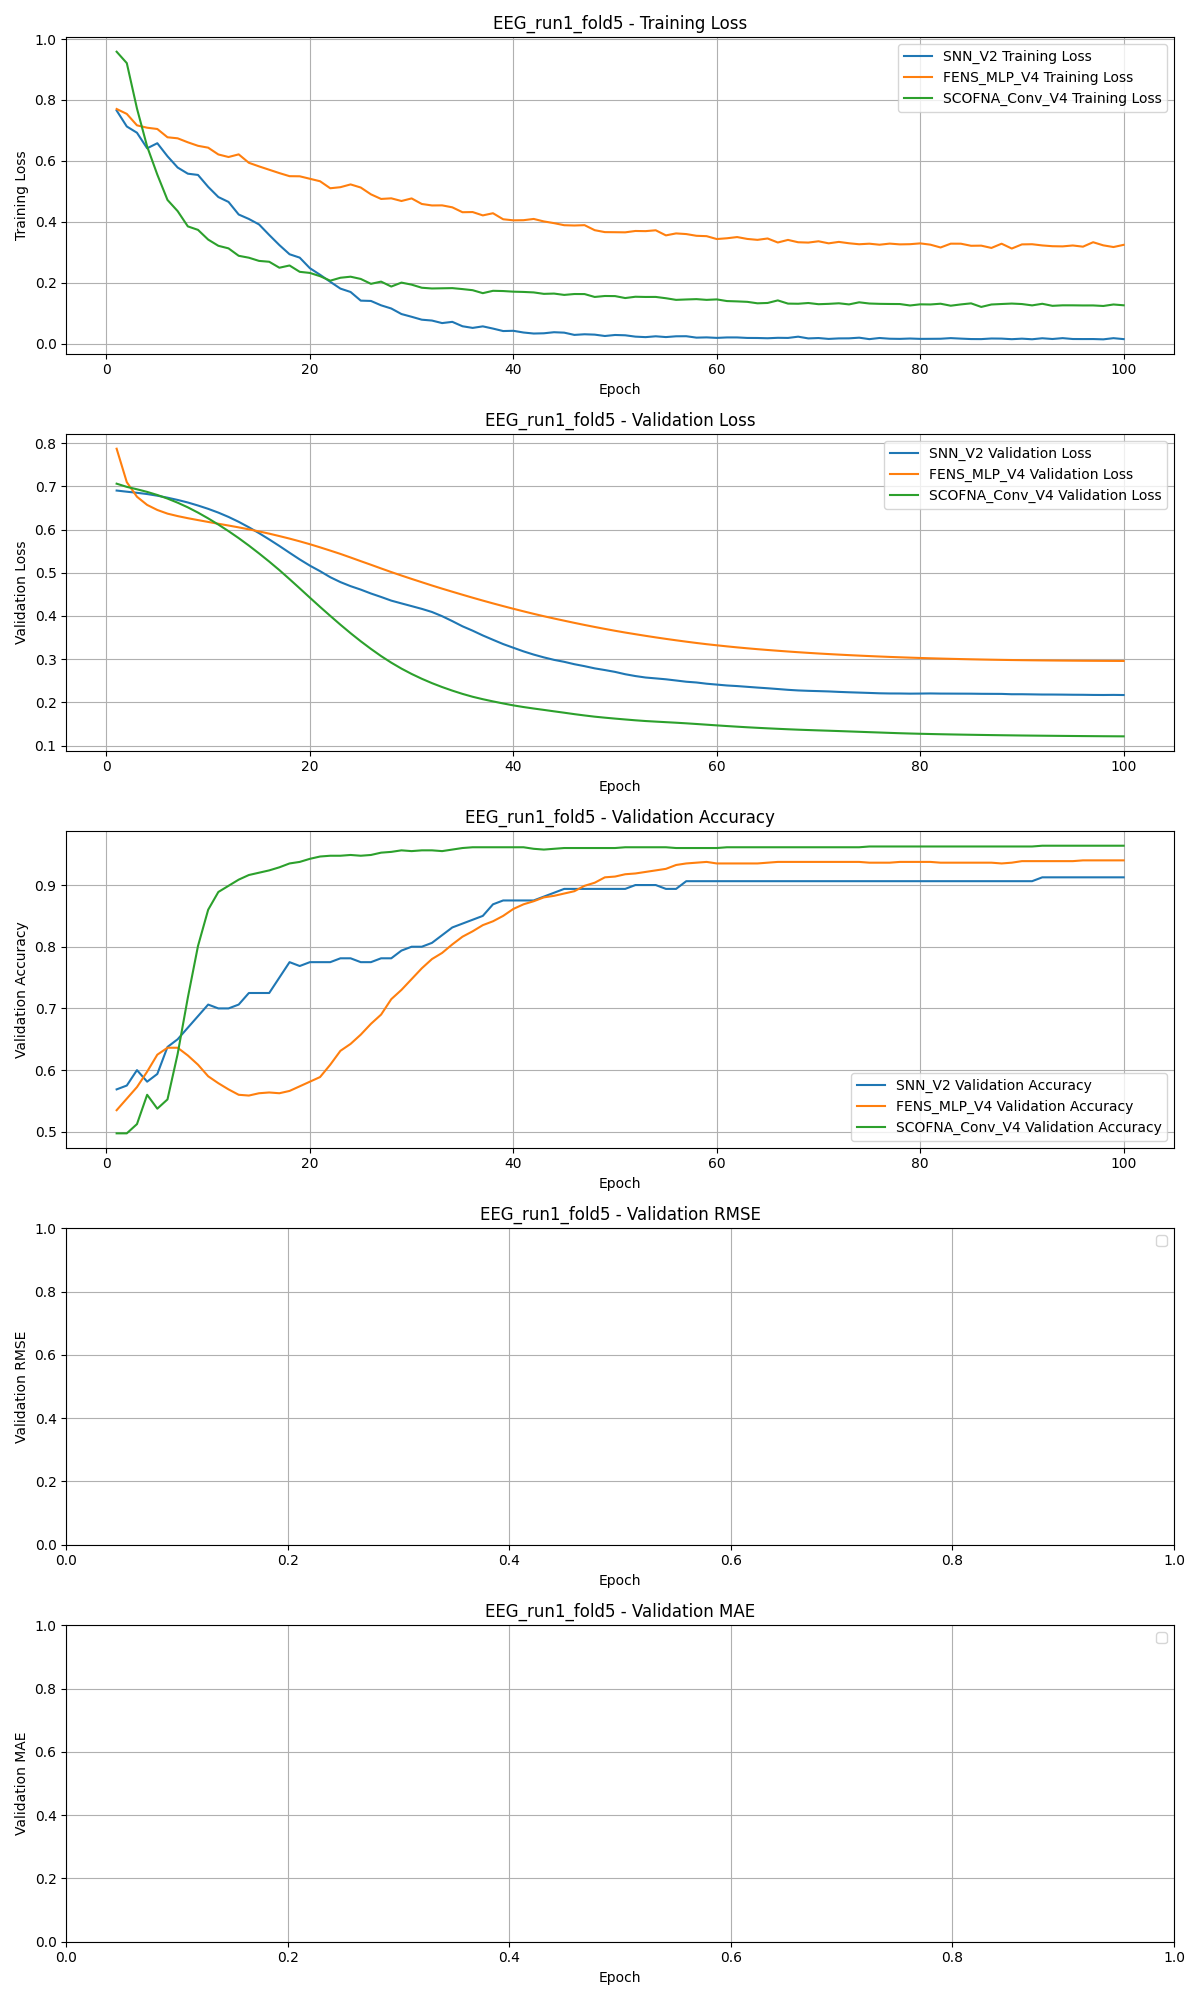 EEG_run1_fold5 - Training Loss
1.0
0.8
0.6
0.4
0.2
0.0
Training Loss
SNN_V2 Training Loss
FENS_MLP_V4 Training Loss
SCOFNA_Conv_V4 Training Loss
0 20 40 60 80 100
Epoch
EEG_run1_fold5 - Validation Loss
0.8
0.7
0.6
0.5
0.4
0.3
0.2
0.1
Validation Loss
SNN_V2 Validation Loss
FENS_MLP_V4 Validation Loss
SCOFNA_Conv_V4 Validation Loss
0 20 40 60 80 100
Epoch
EEG_run1_fold5 - Validation Accuracy
0.9
0.8
0.7
0.6
0.5
Validation Accuracy
SNN_V2 Validation Accuracy
FENS_MLP_V4 Validation Accuracy
SCOFNA_Conv_V4 Validation Accuracy
0 20 40 60 80 100
Epoch
EEG_run1_fold5 - Validation RMSE
1.0
0.8
0.6
0.4
0.2
0.0
Validation RMSE
0.0 0.2 0.4 0.6 0.8 1.0
Epoch
EEG_run1_fold5 - Validation MAE
1.0
0.8
0.6
0.4
0.2
0.0
Validation MAE
0.0 0.2 0.4 0.6 0.8 1.0
Epoch